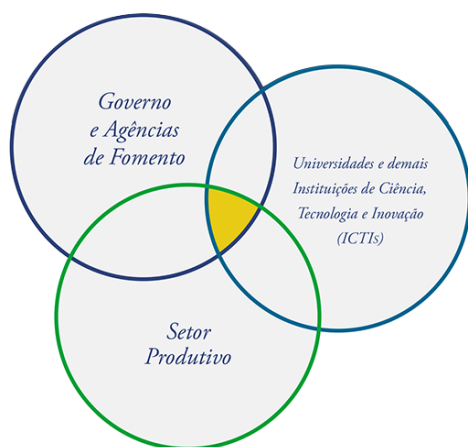 Governo
e Agências
de Fomento
Universidades e demais
Instituições de Ciência,
Tecnologia e Inovação
(ICTIs)
Setor
Produtivo